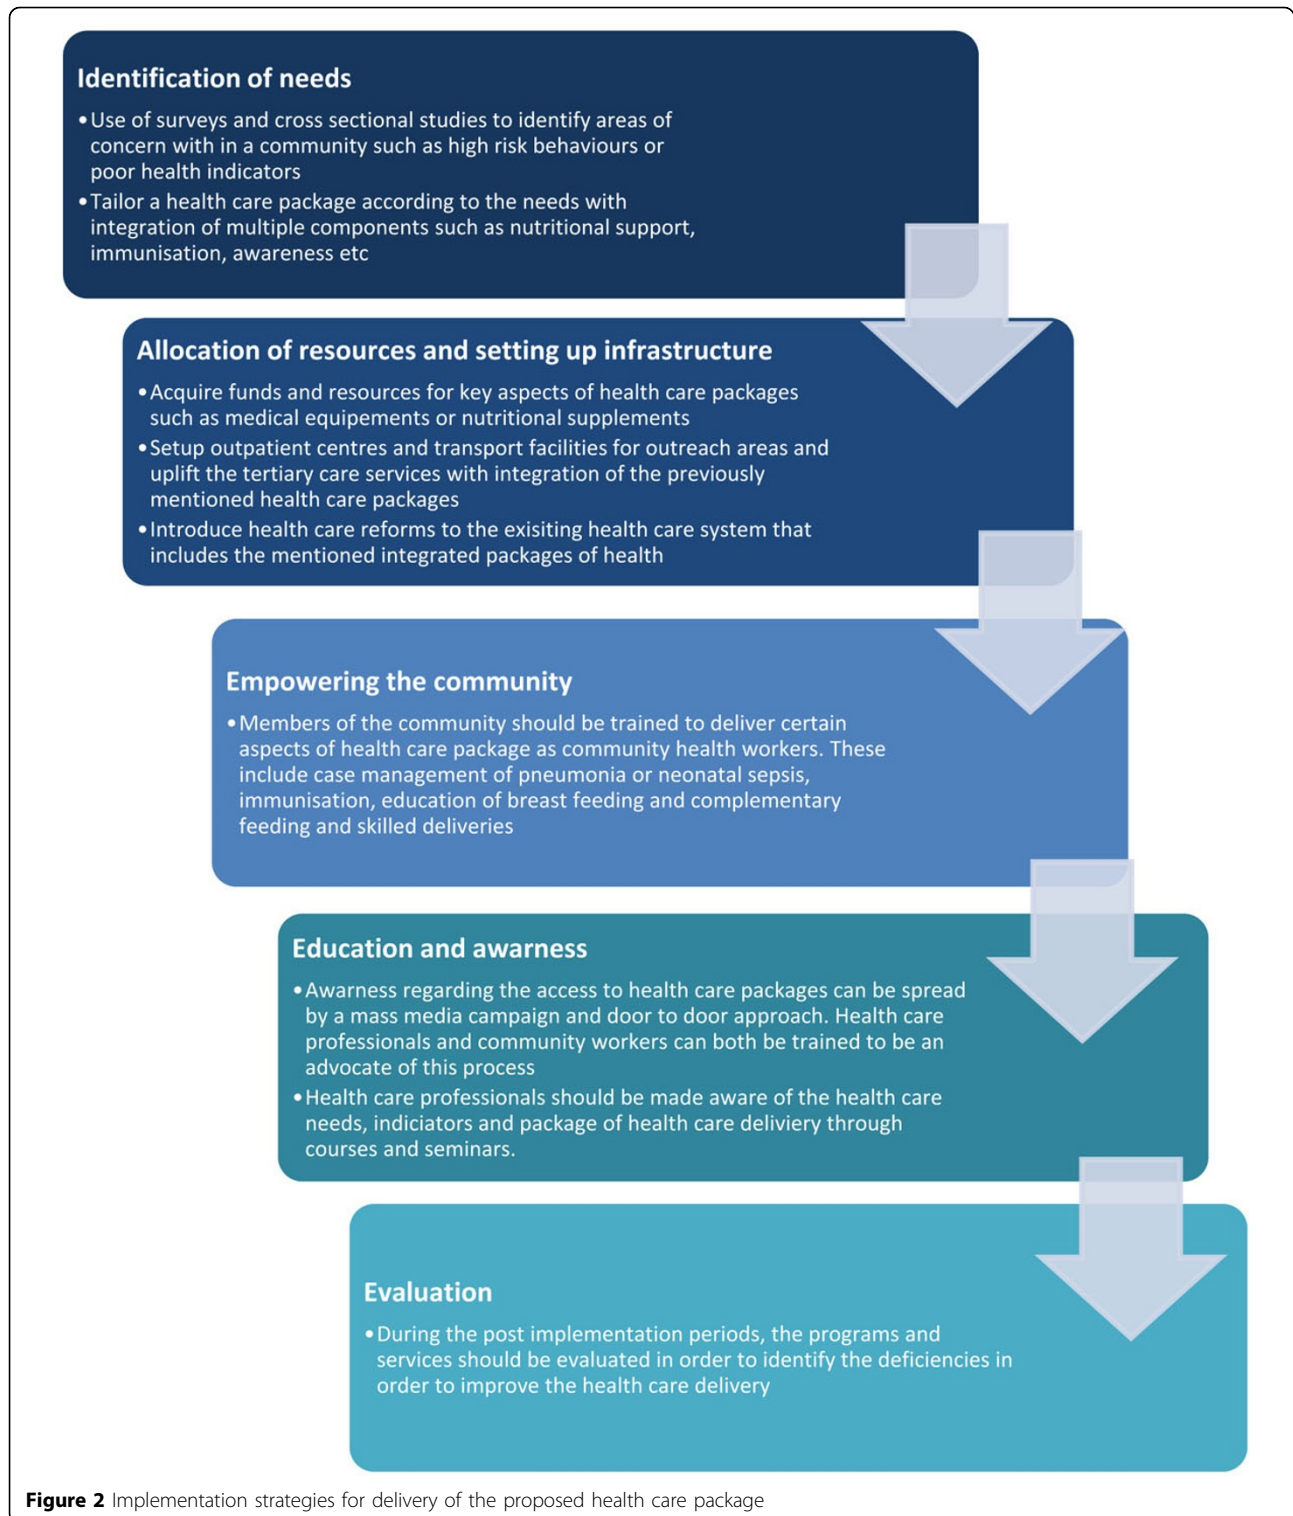 Identification of needs
•Use of surveys and cross sectional studies to identify areas of
concern with in a community such as high risk behaviours or
poor health indicators
•Tailor a health care package according to the needs with
integration of multiple components such as nutritional support,
immunisation, awareness etc
Allocation of resources and setting up infrastructure
•Acquire funds and resources for key aspects of health care packages
such as medical equipements or nutritional supplements
•Setup outpatient centres and transport facilities for outreach areas and
uplift the tertiary care services with integration of the previously
mentioned health care packages
•Introduce health care reforms to the exisiting health care system that
includes the mentioned integrated packages of health
Empowering the community
•Members of the community should be trained to deliver certain
aspects of health care package as community health workers. These
include case management of pneumonia or neonatal sepsis,
immunisation, education of breast feeding and complementary
feeding and skilled deliveries
Education and awarness
•Awarness regarding the access to health care packages can be spread
by a mass media campaign and door to door approach. Health care
professionals and community workers can both be trained to be an
advocate of this process
•Health care professionals should be made aware of the health care
needs, indiciators and package of health care deliviery through
courses and seminars.
Evaluation
•During the post implementation periods, the programs and
services should be evaluated in order to identify the deficiencies in
order to improve the health care delivery
Figure 2 Implementation strategies for delivery of the proposed health care package